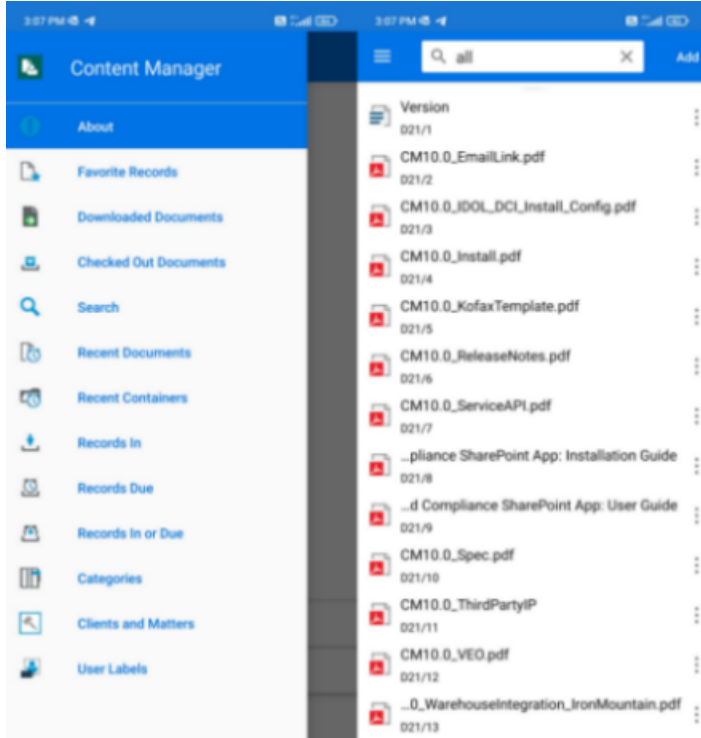 3:07 PM
Content Manager
About
Favorite Records
Downloaded Documents
Checked Out Documents
Search
Recent Documents
Recent Containers
Records In
Records Due
Records In or Due
Categories
Clients and Matters
User Labels
3:07 PM
all
Add
Version
D21/1
CM10.0_EmailLink.pdf
D21/2
CM10.0_IDOL_DCI_Install_Config.pdf
D21/3
CM10.0_Install.pdf
D21/4
CM10.0_KofaxTemplate.pdf
D21/5
CM10.0_ReleaseNotes.pdf
D21/6
CM10.0_ServiceAPI.pdf
D21/7
...pliance SharePoint App: Installation Guide
D21/8
...d Compliance SharePoint App: User Guide
D21/9
CM10.0_Spec.pdf
D21/10
CM10.0_ThirdPartyIP
D21/11
CM10.0_VEO.pdf
D21/12
...0_WarehouseIntegration_IronMountain.pdf
D21/13